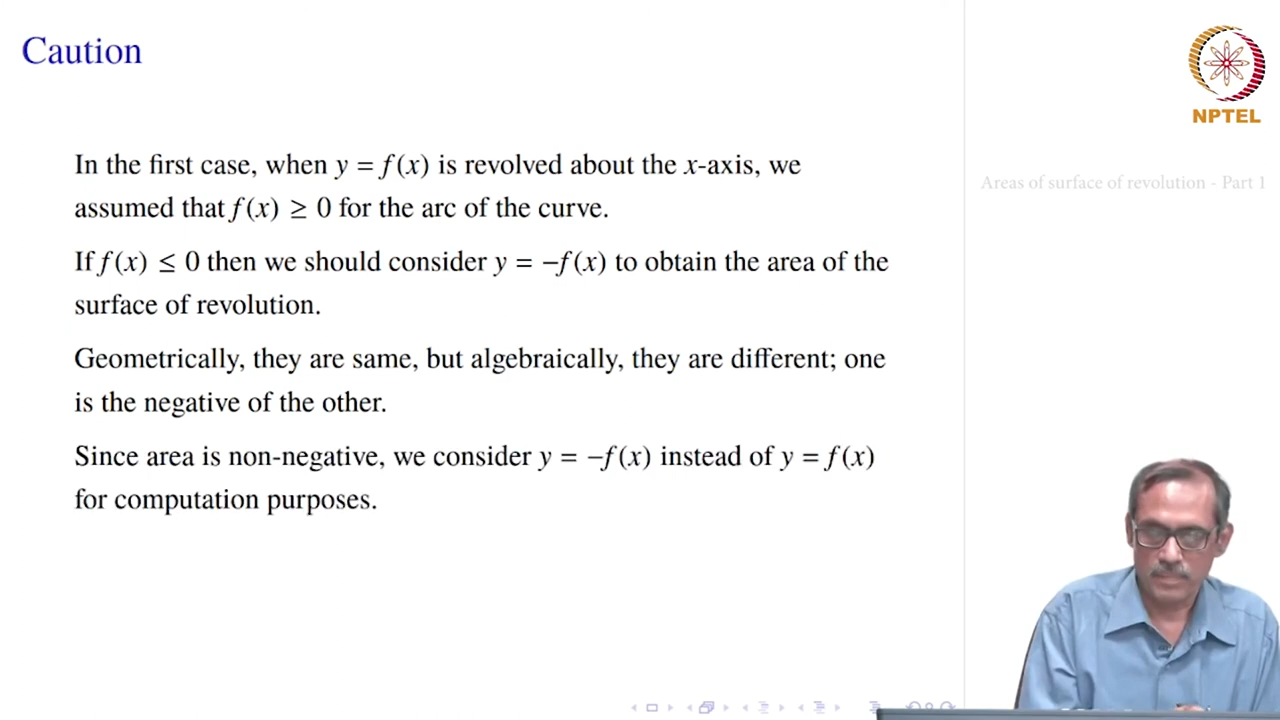 Caution
In the first case, when y = f(x) is revolved about the x-axis, we
assumed that f(x) ≥ 0 for the arc of the curve.
If f(x) ≤ 0 then we should consider y = −f(x) to obtain the area of the
surface of revolution.
Geometrically, they are same, but algebraically, they are different; one
is the negative of the other.
Since area is non-negative, we consider y = −f(x) instead of y = f(x)
for computation purposes.
NPTEL
Areas of surface of revolution - Part 1